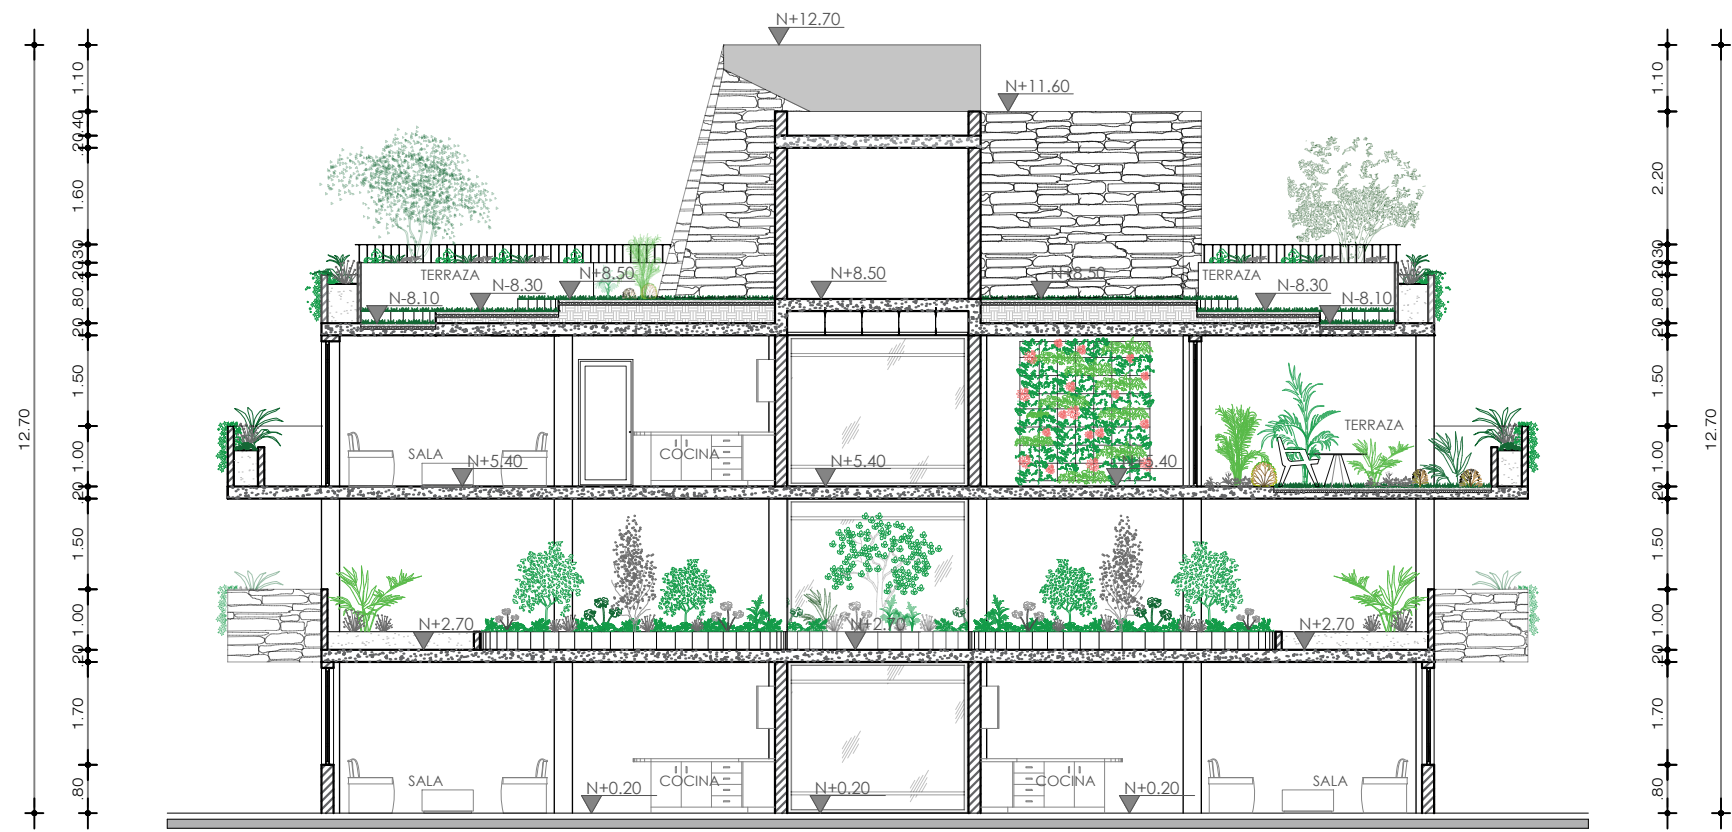 N+12.70
N+11.60
1.10
.40
.20
1.60
.30
.20
.80
.20
1.50
1.00
.20
1.50
1.00
.20
1.70
.80
12.70
1.10
2.20
.30
.20
.80
.20
1.50
1.00
.20
1.50
1.00
.20
1.70
.80
12.70
TERRAZA
N+8.50
N+8.50
N+8.50
TERRAZA
N-8.10
N-8.30
N-8.30
N-8.10
SALA
N+5.40
COCINA
N+5.40
N+5.40
TERRAZA
N+2.70
N+2.70
N+2.70
SALA
COCINA
COCINA
SALA
N+0.20
N+0.20
N+0.20